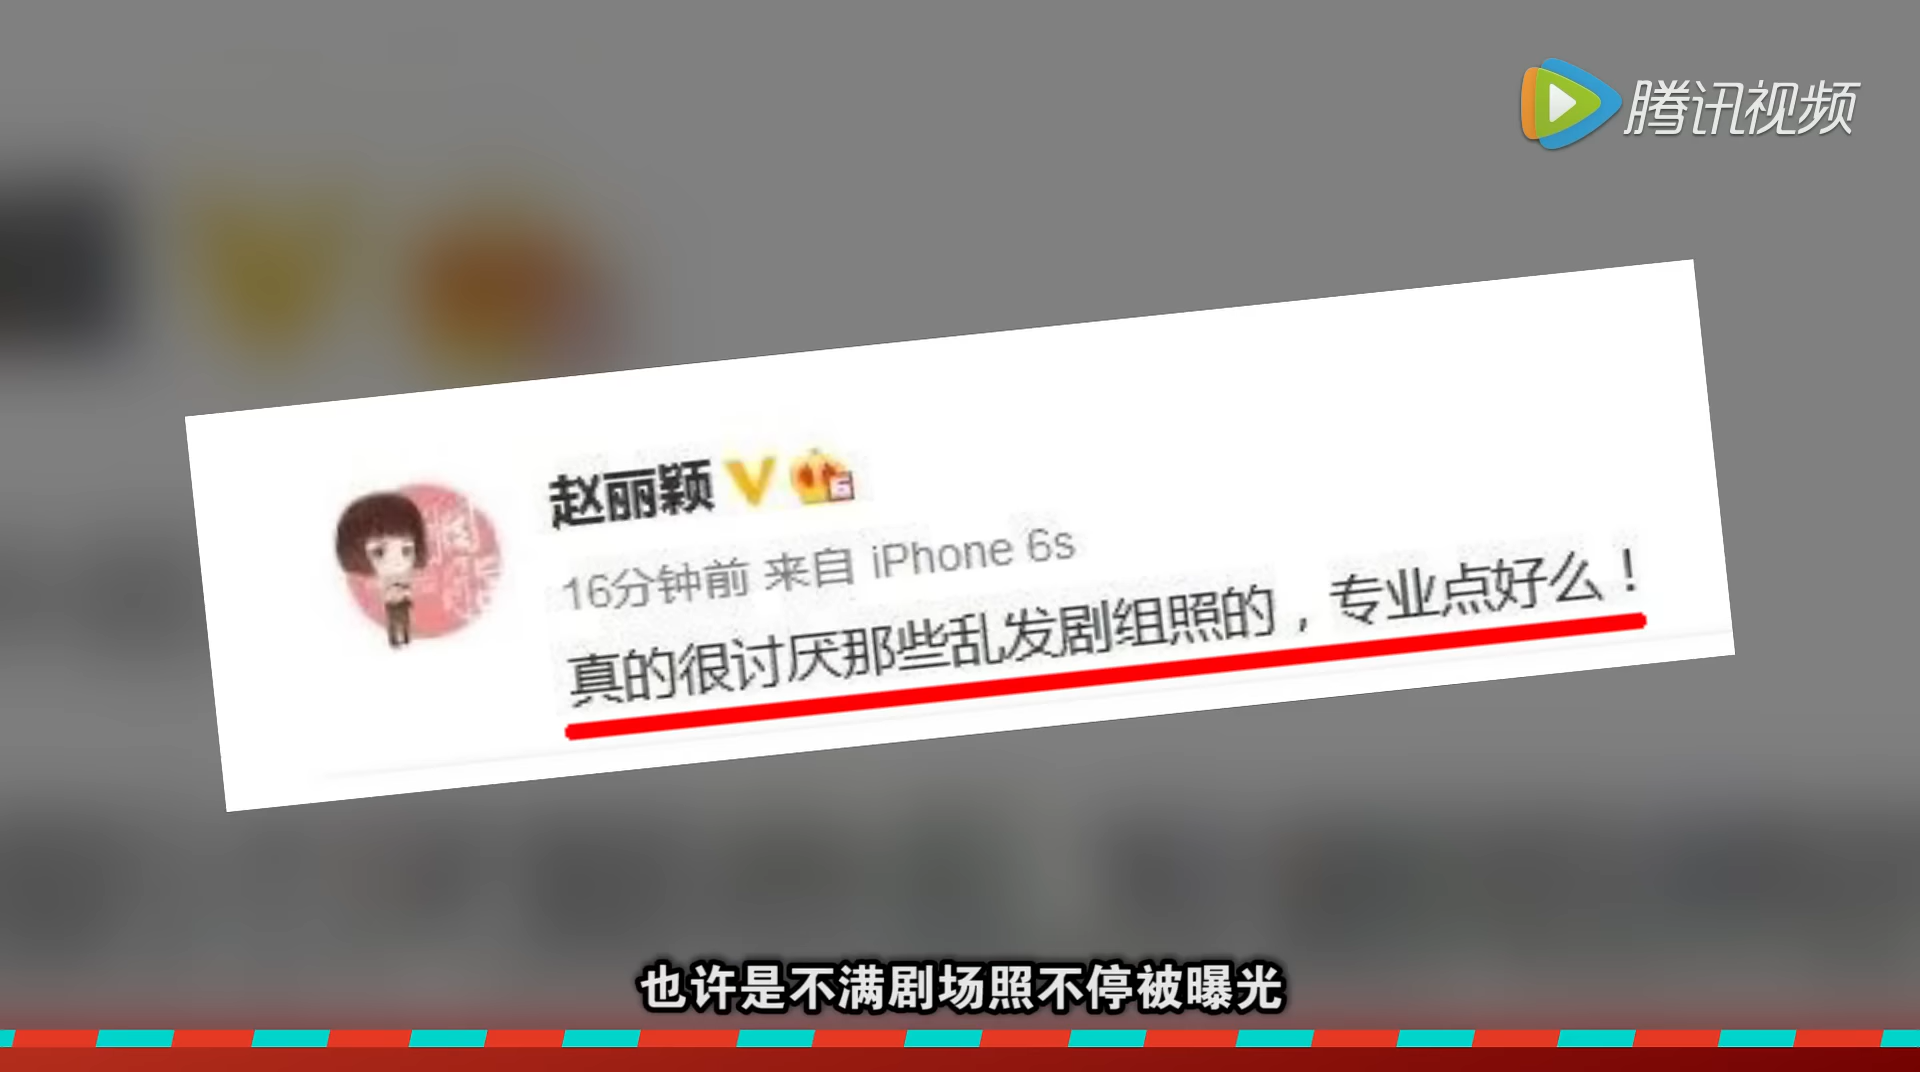 腾讯视频
赵丽颖
16分钟前 来自 iPhone 6s
真的很讨厌那些乱发剧组照的，专业点好么！
也许是不满剧场照不停被曝光